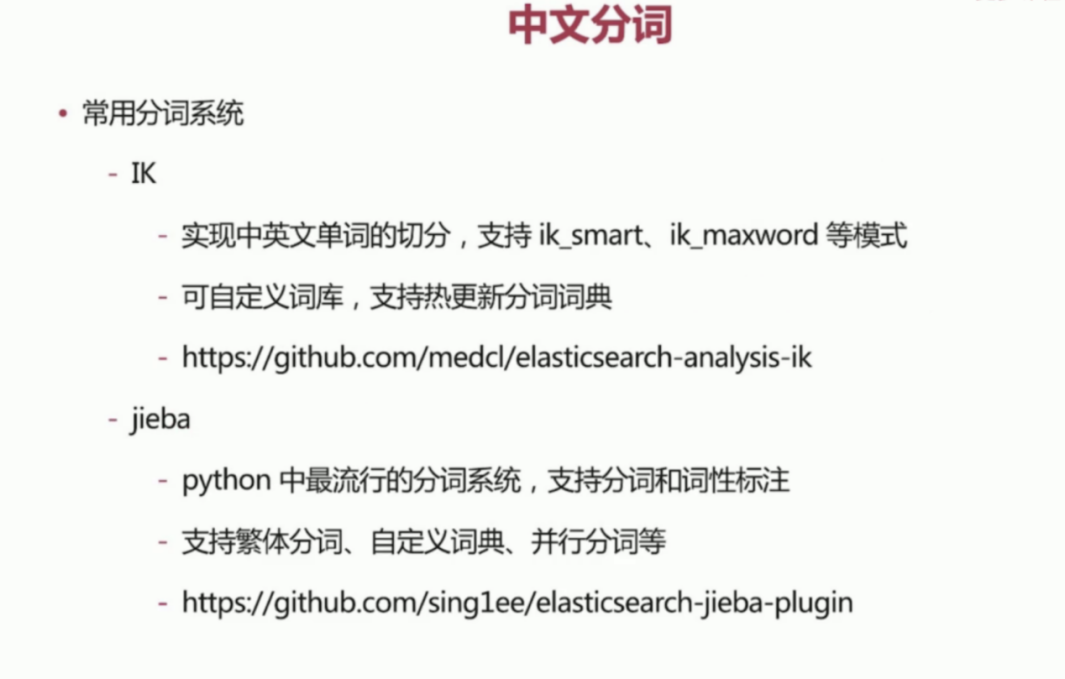 中文分词
• 常用分词系统
- IK
- 实现中英文单词的切分，支持 ik_smart、ik_maxword 等模式
- 可自定义词库，支持热更新分词词典
- https://github.com/medcl/elasticsearch-analysis-ik
- jieba
- python 中最流行的分词系统，支持分词和词性标注
- 支持繁体分词、自定义词典、并行分词等
- https://github.com/sing1ee/elasticsearch-jieba-plugin